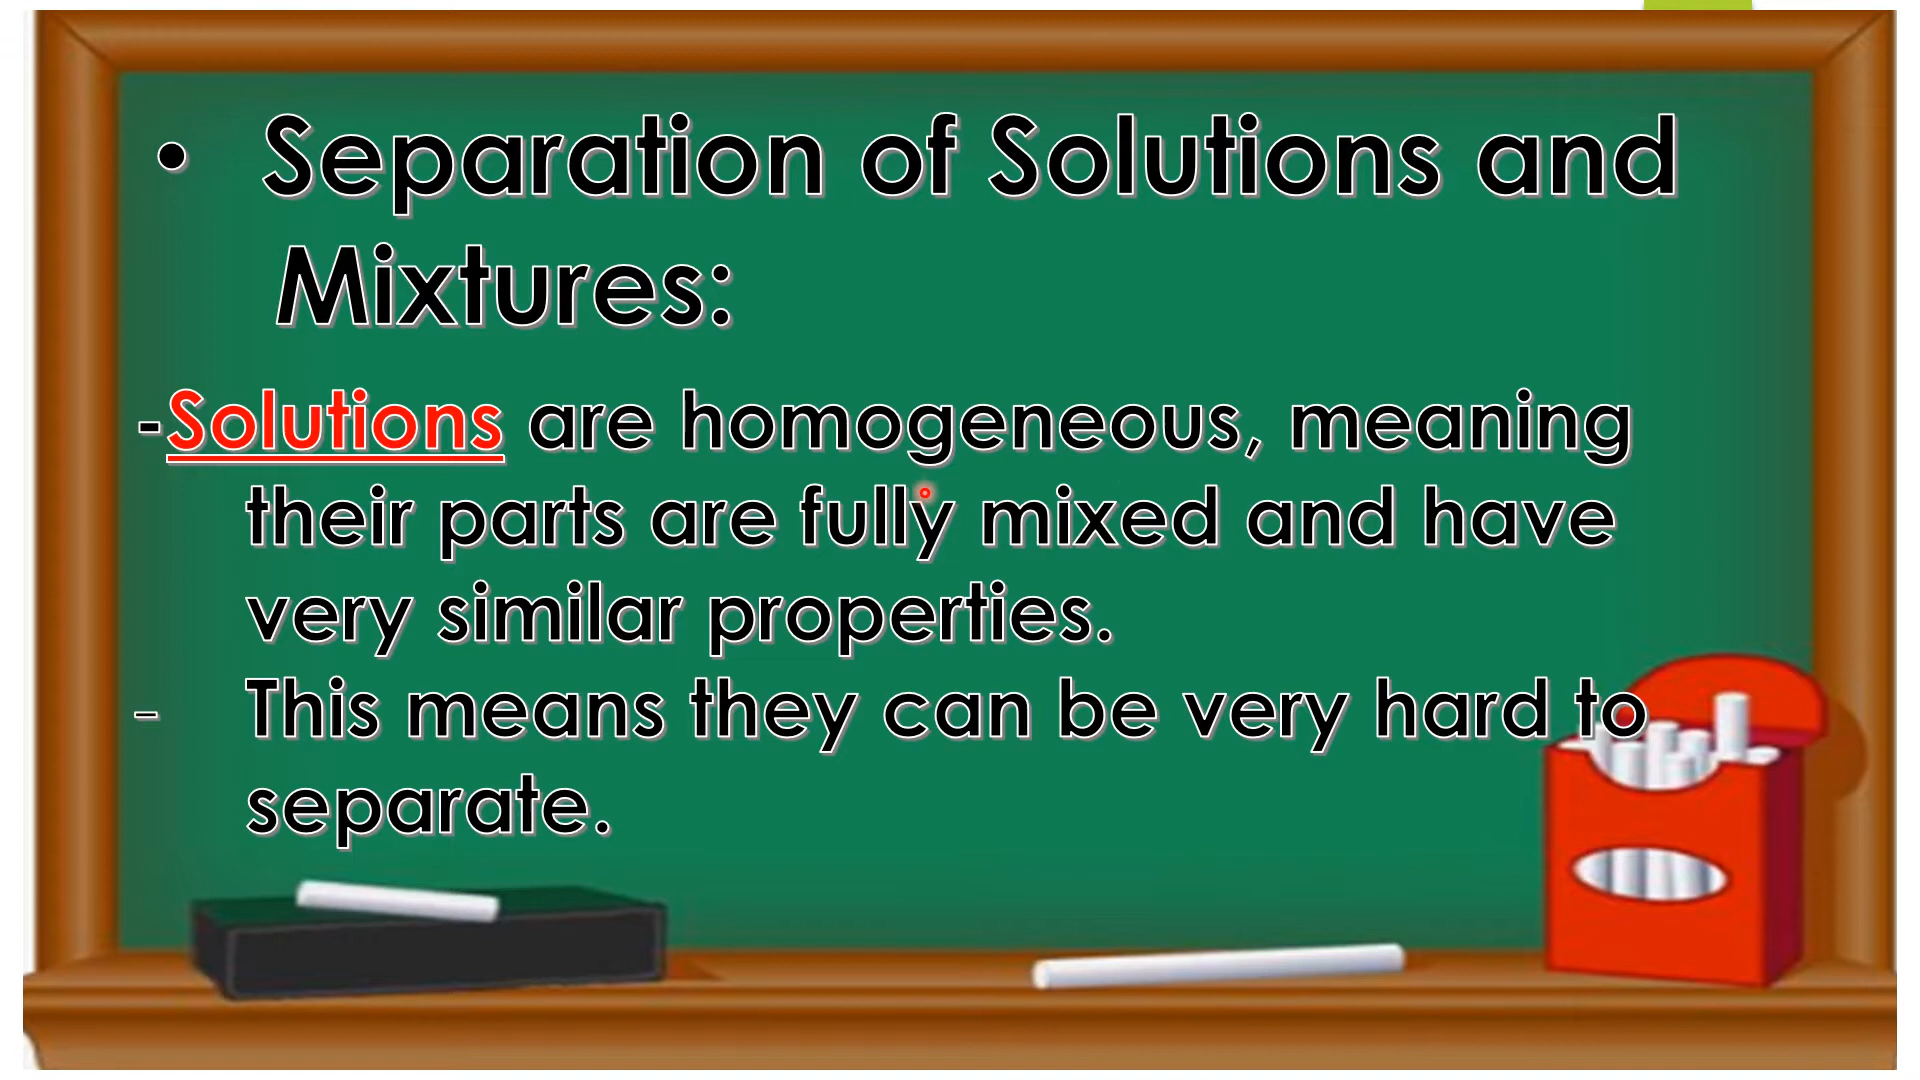 • Separation of Solutions and
Mixtures:
-Solutions are homogeneous, meaning
their parts are fully mixed and have
very similar properties.
- This means they can be very hard to
separate.